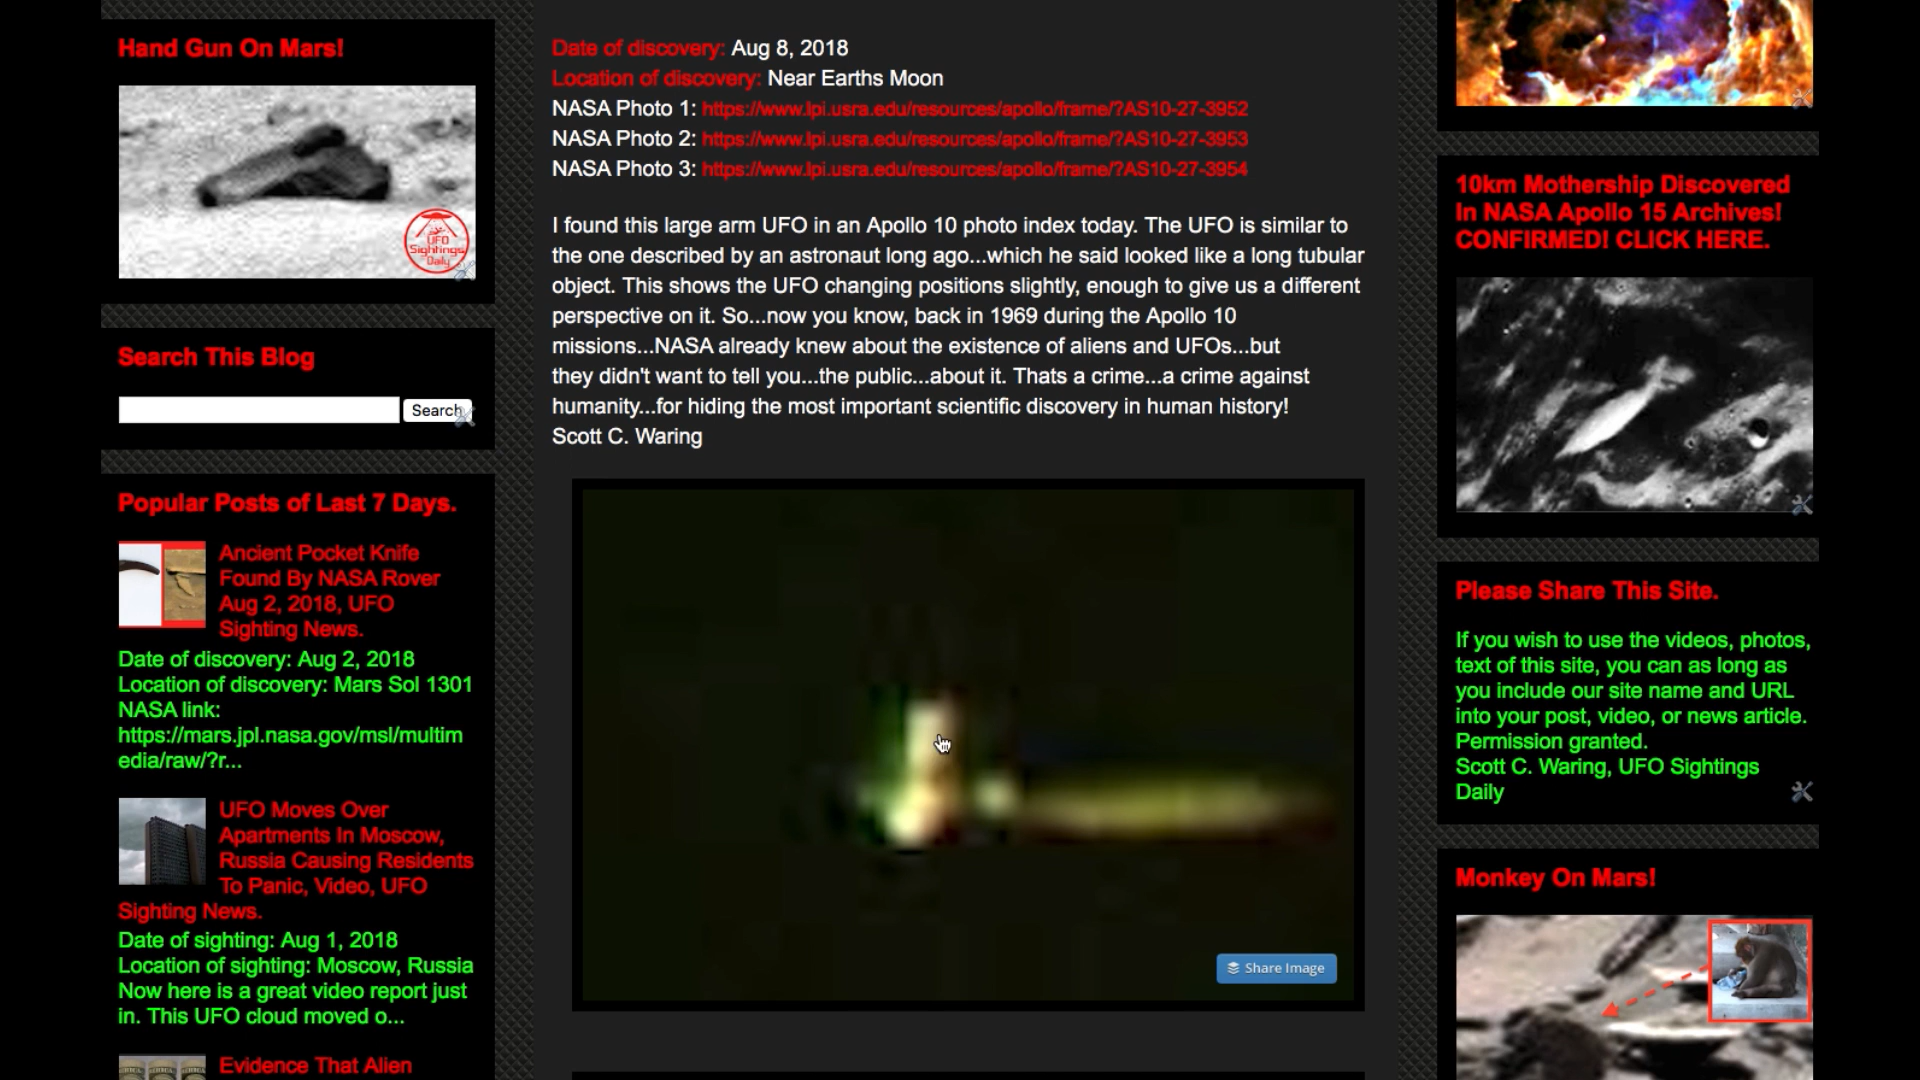 Hand Gun On Mars!
UFO
Sightings
Daily
Search This Blog
Search
Popular Posts of Last 7 Days.
Ancient Pocket Knife
Found By NASA Rover
Aug 2, 2018, UFO
Sighting News.
Date of discovery: Aug 2, 2018
Location of discovery: Mars Sol 1301
NASA link:
https://mars.jpl.nasa.gov/msl/multim
edia/raw/?r...
UFO Moves Over
Apartments In Moscow,
Russia Causing Residents
To Panic, Video, UFO
Sighting News.
Date of sighting: Aug 1, 2018
Location of sighting: Moscow, Russia
Now here is a great video report just
in. This UFO cloud moved o...
Evidence That Alien
Date of discovery: Aug 8, 2018
Location of discovery: Near Earths Moon
NASA Photo 1: https://www.lpi.usra.edu/resources/apollo/frame/?AS10-27-3952
NASA Photo 2: https://www.lpi.usra.edu/resources/apollo/frame/?AS10-27-3953
NASA Photo 3: https://www.lpi.usra.edu/resources/apollo/frame/?AS10-27-3954
I found this large arm UFO in an Apollo 10 photo index today. The UFO is similar to
the one described by an astronaut long ago...which he said looked like a long tubular
object. This shows the UFO changing positions slightly, enough to give us a different
perspective on it. So...now you know, back in 1969 during the Apollo 10
missions...NASA already knew about the existence of aliens and UFOs...but
they didn't want to tell you...the public...about it. Thats a crime...a crime against
humanity...for hiding the most important scientific discovery in human history!
Scott C. Waring
Share Image
10km Mothership Discovered
In NASA Apollo 15 Archives!
CONFIRMED! CLICK HERE.
Please Share This Site.
If you wish to use the videos, photos,
text of this site, you can as long as
you include our site name and URL
into your post, video, or news article.
Permission granted.
Scott C. Waring, UFO Sightings
Daily
Monkey On Mars!